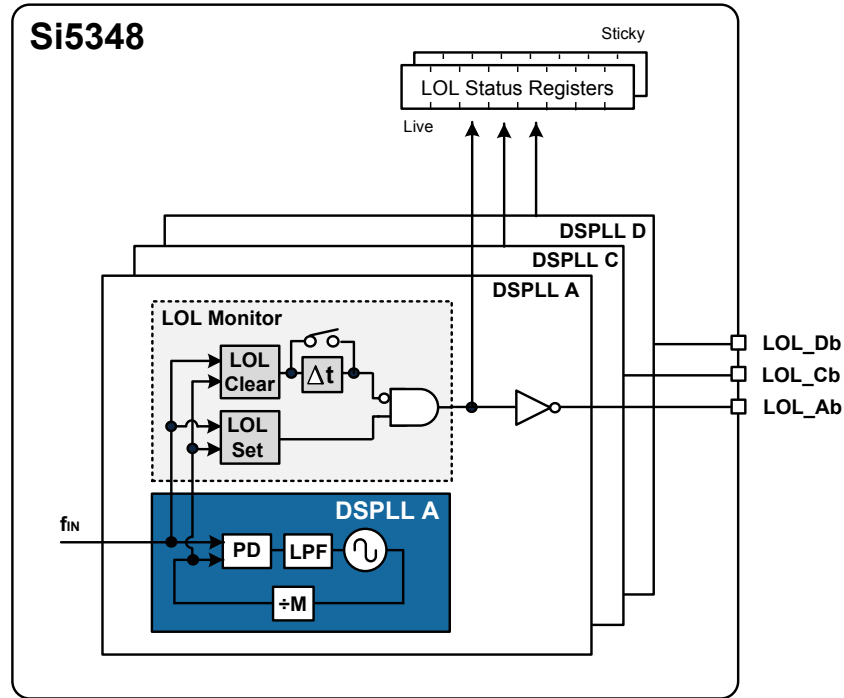 Si5348
Sticky
LOL Status Registers
Live
DSPLL D
DSPLL C
DSPLL A
LOL Monitor
LOL
Clear
Δt
LOL
Set
LOL_Db
LOL_Cb
LOL_Ab
DSPLL A
fIN
PD
LPF
÷M